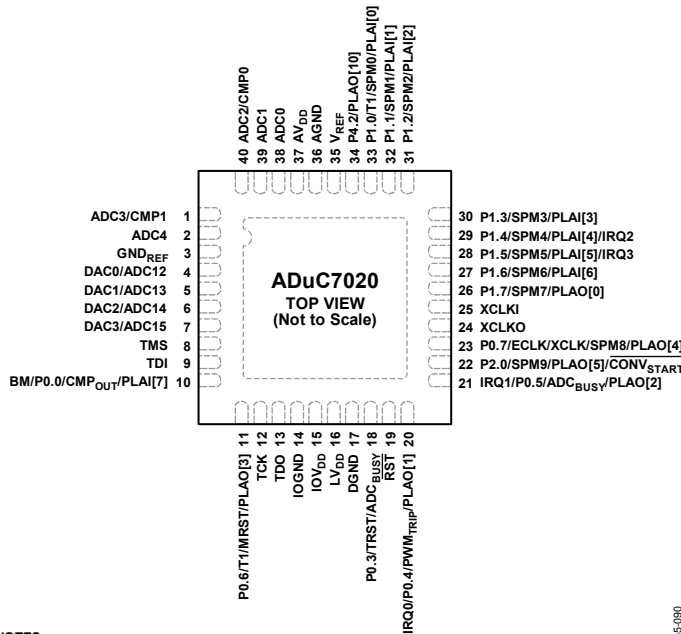 40 ADC2/CMP0
39 ADC1
38 ADC0
37 AVDD
36 AGND
35 VREF
34 P4.2/PLAO[10]
33 P1.0/T1/SPM0/PLAI[0]
32 P1.1/SPM1/PLAI[1]
31 P1.2/SPM2/PLAI[2]
ADC3/CMP1 1
ADC4 2
GNDREF 3
DAC0/ADC12 4
DAC1/ADC13 5
DAC2/ADC14 6
DAC3/ADC15 7
TMS 8
TDI 9
BM/P0.0/CMPOUT/PLAI[7] 10
ADuC7020
TOP VIEW
(Not to Scale)
30 P1.3/SPM3/PLAI[3]
29 P1.4/SPM4/PLAI[4]/IRQ2
28 P1.5/SPM5/PLAI[5]/IRQ3
27 P1.6/SPM6/PLAI[6]
26 P1.7/SPM7/PLAO[0]
25 XCLKI
24 XCLKO
23 P0.7/ECLK/XCLK/SPM8/PLAO[4]
22 P2.0/SPM9/PLAO[5]/CONVSTART
21 IRQ1/P0.5/ADCBUSY/PLAO[2]
P0.6/T1/MRST/PLAO[3] 11
TCK 12
TDO 13
IOGND 14
IOVDD 15
LVDD 16
DGND 17
P0.3/TRST/ADCBUSY 18
RST 19
IRQ0/P0.4/PWMTRIP/PLAO[1] 20
5-090